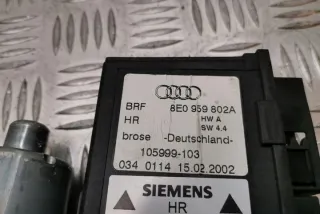 BRF 8E0 959 802A
HR HW A
SW 4.4
brose -Deutschland-
105999-103
034 0114 15.02.2002
SIEMENS
HR